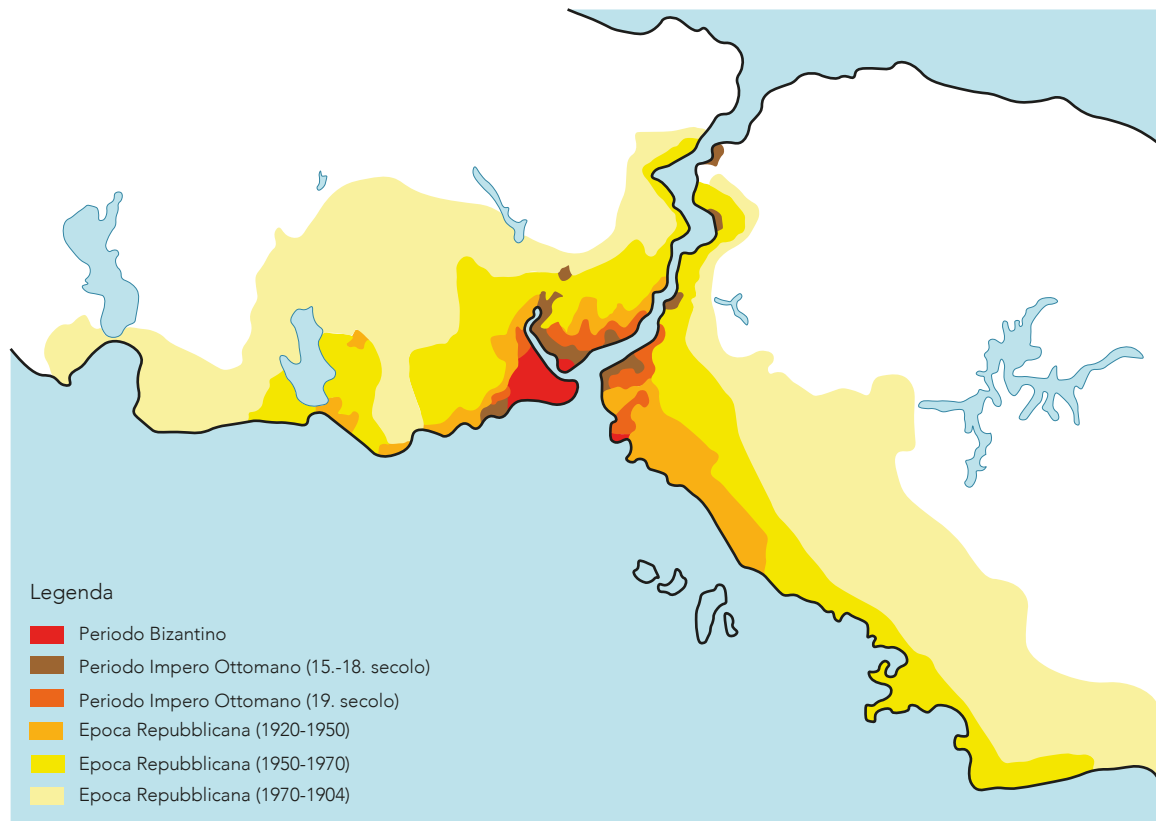 Legenda
Periodo Bizantino
Periodo Impero Ottomano (15.-18. secolo)
Periodo Impero Ottomano (19. secolo)
Epoca Repubblicana (1920-1950)
Epoca Repubblicana (1950-1970)
Epoca Repubblicana (1970-1904)